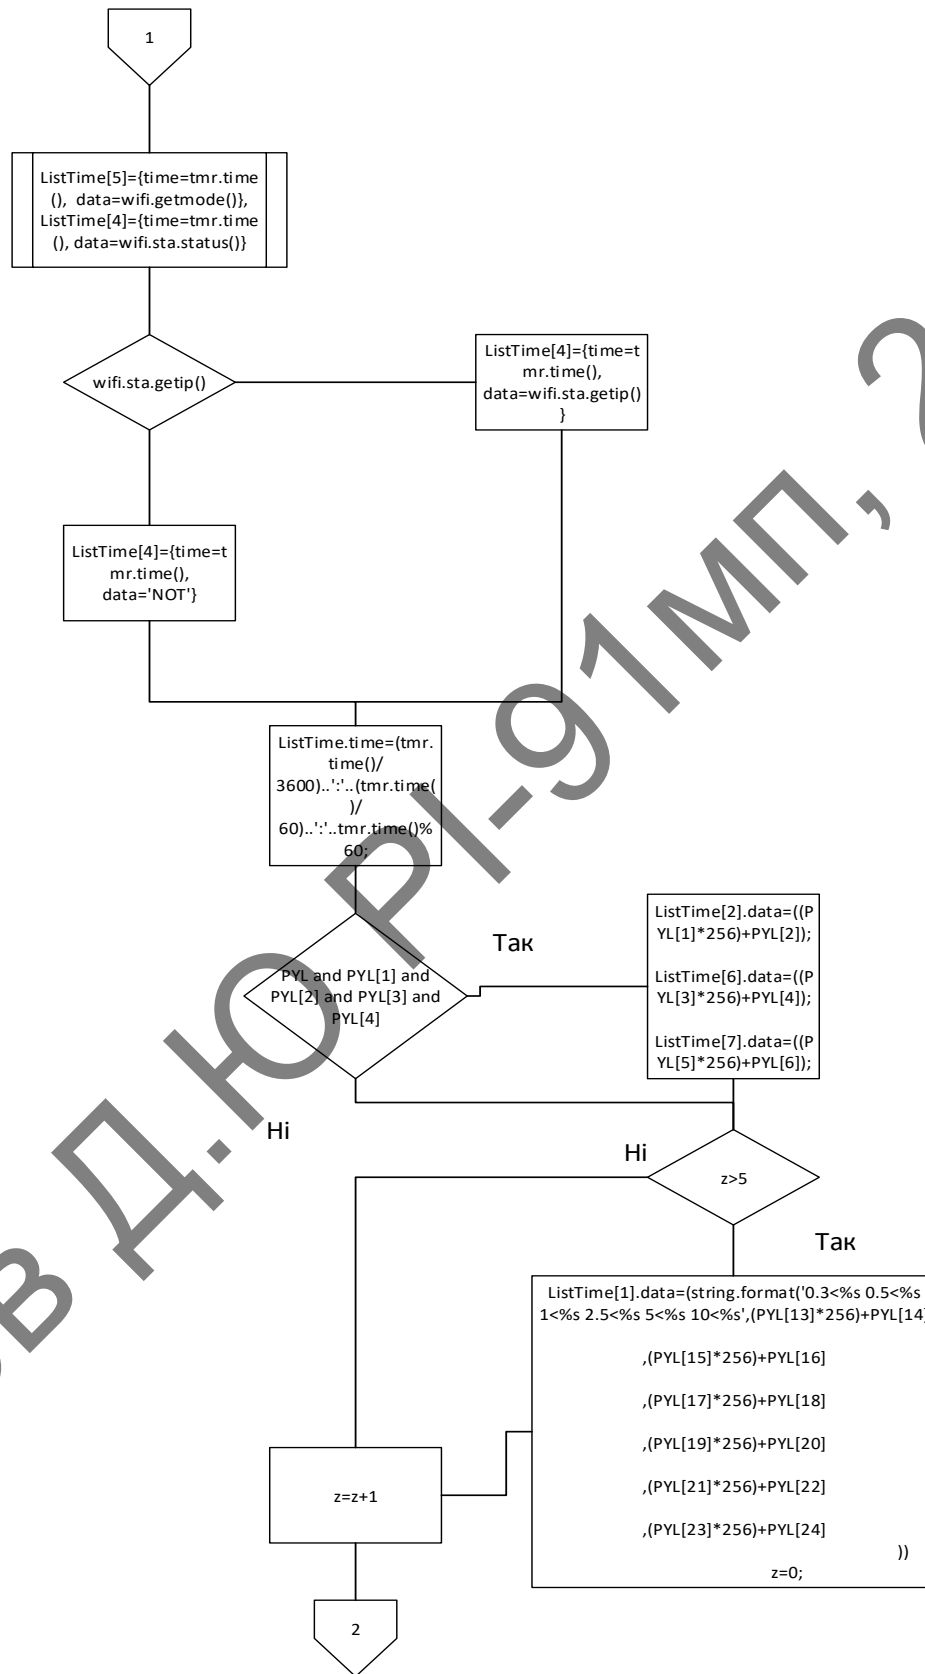 1
ListTime[5]={time=tmr.time
(),  data=wifi.getmode()},
ListTime[4]={time=tmr.time
(), data=wifi.sta.status()}
wifi.sta.getip()
ListTime[4]={time=t
mr.time(),
data=wifi.sta.getip()
}
ListTime[4]={time=t
mr.time(),
data='NOT'}
ListTime.time=(tmr.
time()/
3600)..':'..(tmr.time(
)/
60)..':'..tmr.time()%
60;
PYL and PYL[1] and
PYL[2] and PYL[3] and
PYL[4]
Так
ListTime[2].data=((P
YL[1]*256)+PYL[2]);
ListTime[6].data=((P
YL[3]*256)+PYL[4]);
ListTime[7].data=((P
YL[5]*256)+PYL[6]);
Ні
Ні
z>5
Так
ListTime[1].data=(string.format('0.3<%s 0.5<%s
1<%s 2.5<%s 5<%s 10<%s',(PYL[13]*256)+PYL[14]
,(PYL[15]*256)+PYL[16]
,(PYL[17]*256)+PYL[18]
,(PYL[19]*256)+PYL[20]
,(PYL[21]*256)+PYL[22]
,(PYL[23]*256)+PYL[24]
))
z=0;
z=z+1
2
ов Д.Ю РІ-91мп, 2